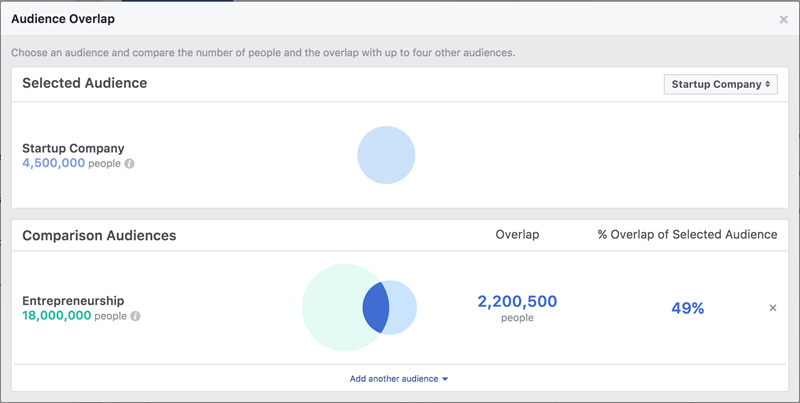 Audience Overlap
Choose an audience and compare the number of people and the overlap with up to four other audiences.
Selected Audience
Startup Company
Startup Company
4,500,000 people
Comparison Audiences
Overlap
% Overlap of Selected Audience
Entrepreneurship
18,000,000 people
2,200,500
people
49%
Add another audience